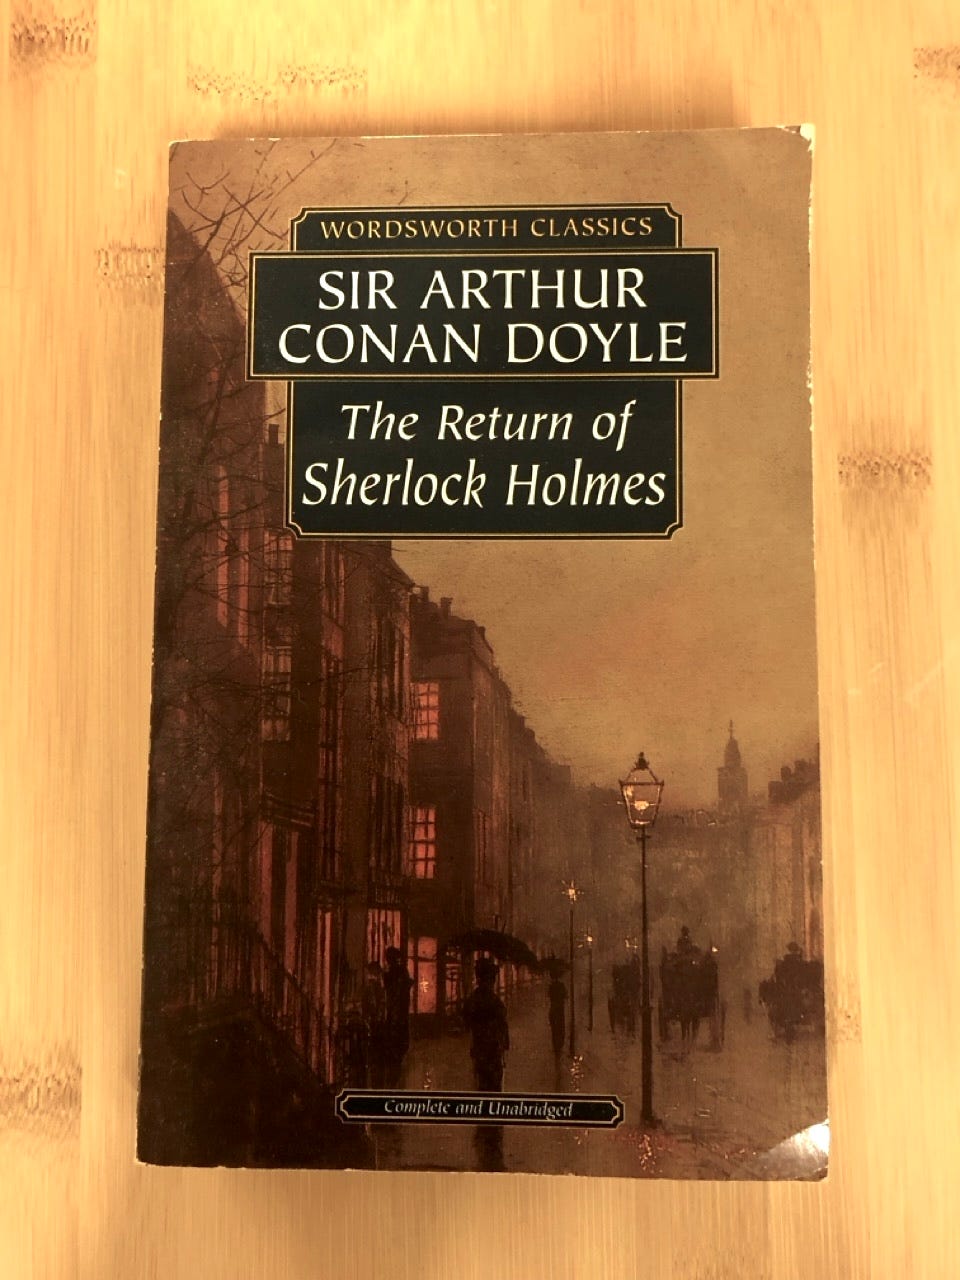 WORDSWORTH CLASSICS
SIR ARTHUR
CONAN DOYLE
The Return of
Sherlock Holmes
Complete and Unabridged